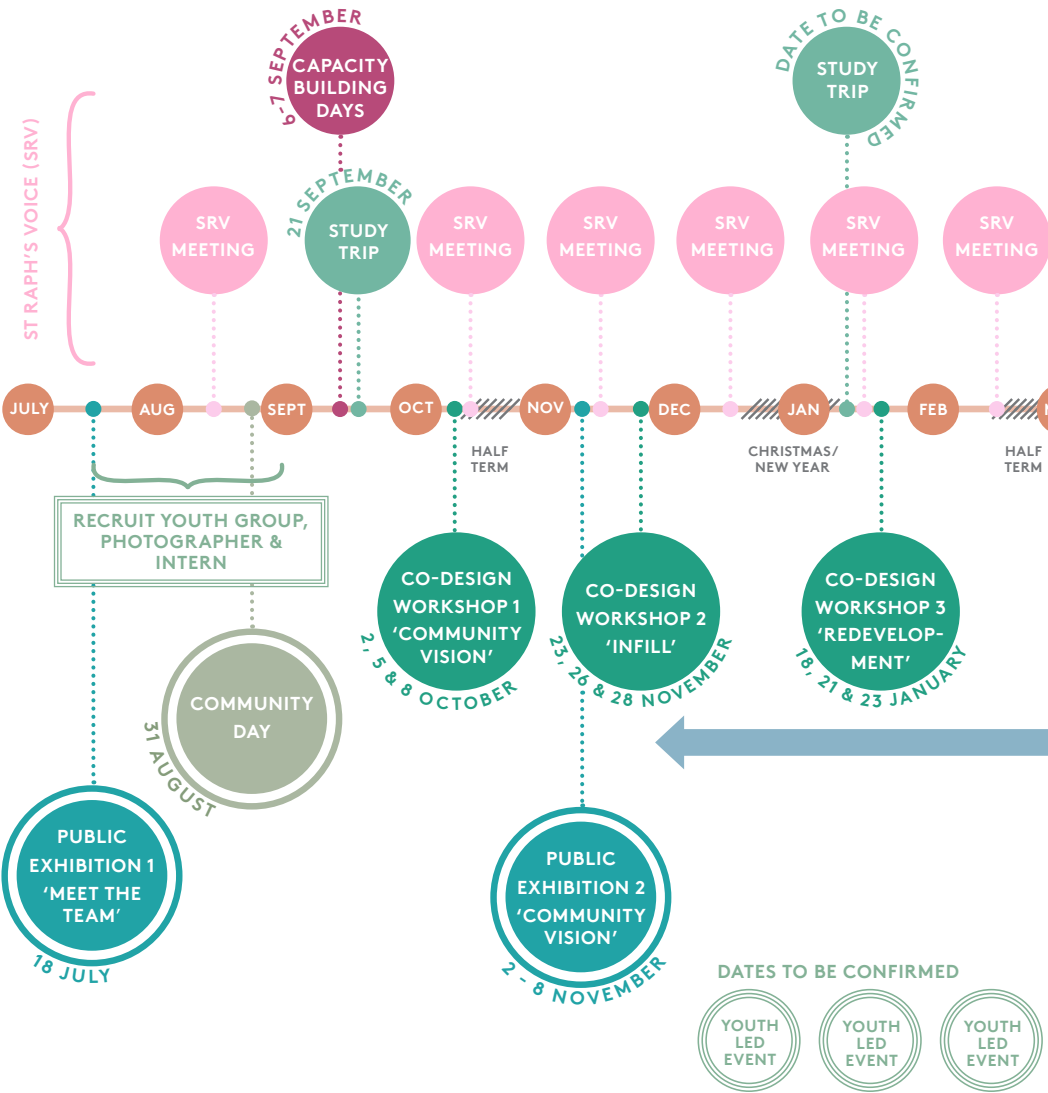 6-7 SEPTEMBER
CAPACITY
BUILDING
DAYS
DATE TO BE CONFIRMED
STUDY
TRIP
ST RAPH'S VOICE (SRV)
SRV
MEETING
21 SEPTEMBER
STUDY
TRIP
SRV
MEETING
SRV
MEETING
SRV
MEETING
SRV
MEETING
SRV
MEETING
JULY
AUG
SEPT
OCT
NOV
DEC
JAN
FEB
HALF
TERM
CHRISTMAS/
NEW YEAR
HALF
TERM
RECRUIT YOUTH GROUP,
PHOTOGRAPHER &
INTERN
CO-DESIGN
WORKSHOP 1
‘COMMUNITY
VISION’
2, 5 & 8 OCTOBER
CO-DESIGN
WORKSHOP 2
‘INFILL’
23, 26 & 28 NOVEMBER
CO-DESIGN
WORKSHOP 3
‘REDEVELOP-
MENT’
18, 21 & 23 JANUARY
COMMUNITY
DAY
31 AUGUST
PUBLIC
EXHIBITION 1
‘MEET THE
TEAM’
18 JULY
PUBLIC
EXHIBITION 2
‘COMMUNITY
VISION’
2 - 8 NOVEMBER
DATES TO BE CONFIRMED
YOUTH
LED
EVENT
YOUTH
LED
EVENT
YOUTH
LED
EVENT